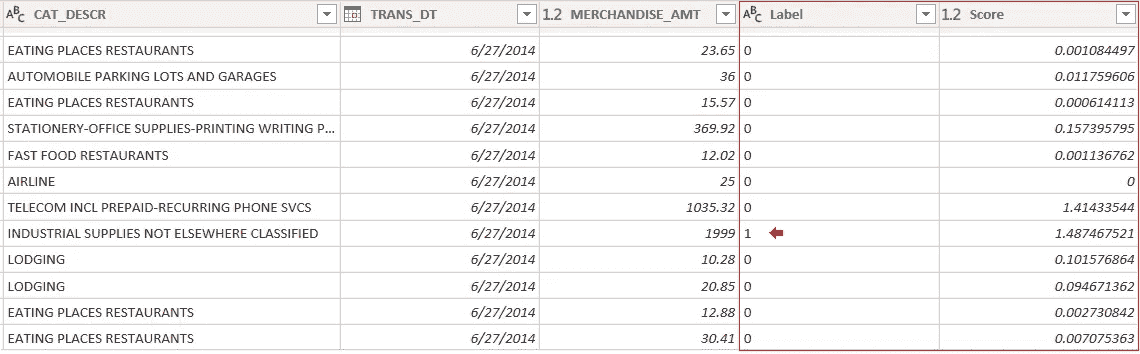 ABC CAT_DESCR TRANS_DT 1.2 MERCHANDISE_AMT ABC Label 1.2 Score
EATING PLACES RESTAURANTS 6/27/2014 23.65 0 0.001084497
AUTOMOBILE PARKING LOTS AND GARAGES 6/27/2014 36 0 0.011759606
EATING PLACES RESTAURANTS 6/27/2014 15.57 0 0.000614113
STATIONERY-OFFICE SUPPLIES-PRINTING WRITING P... 6/27/2014 369.92 0 0.157395795
FAST FOOD RESTAURANTS 6/27/2014 12.02 0 0.001136762
AIRLINE 6/27/2014 25 0 0
TELECOM INCL PREPAID-RECURRING PHONE SVCS 6/27/2014 1035.32 0 1.41433544
INDUSTRIAL SUPPLIES NOT ELSEWHERE CLASSIFIED 6/27/2014 1999 1 1.487467521
LODGING 6/27/2014 10.28 0 0.101576864
LODGING 6/27/2014 20.85 0 0.094671362
EATING PLACES RESTAURANTS 6/27/2014 12.88 0 0.002730842
EATING PLACES RESTAURANTS 6/27/2014 30.41 0 0.007075363